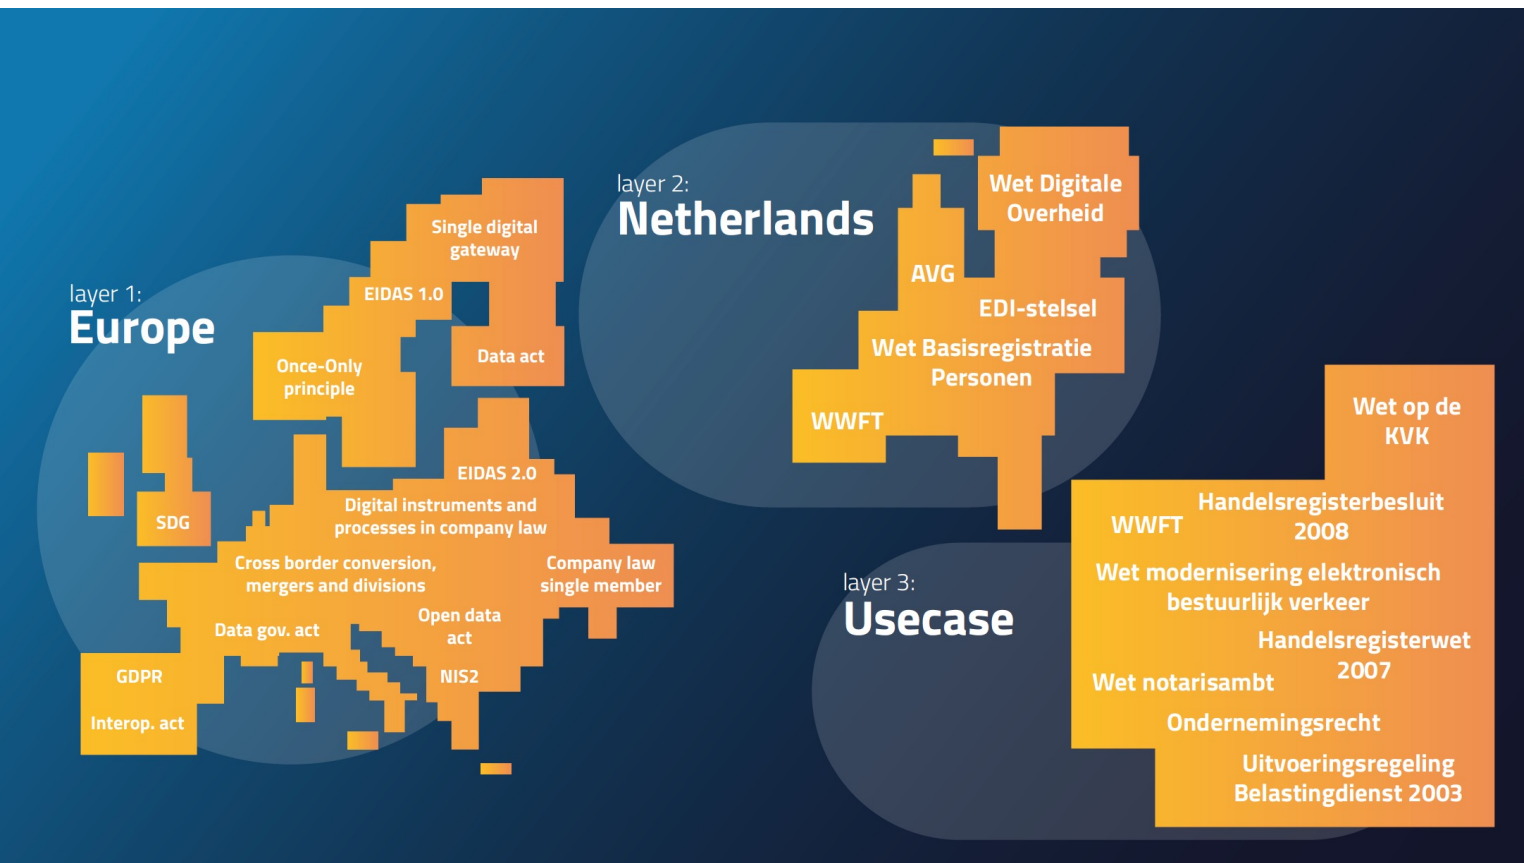 layer 1:
Europe
Single digital
gateway
EIDAS 1.0
Once-Only
principle
Data act
SDG
EIDAS 2.0
Digital instruments and
processes in company law
Cross border conversion,
mergers and divisions
Company law
single member
Data gov. act
Open data
act
GDPR
NIS2
Interop. act
layer 2:
Netherlands
Wet Digitale
Overheid
AVG
EDI-stelsel
Wet Basisregistratie
Personen
WWFT
layer 3:
Usecase
Wet op de
KVK
Handelsregisterbesluit
2008
WWFT
Wet modernisering elektronisch
bestuurlijk verkeer
Handelsregisterwet
2007
Wet notarisambt
Ondernemingsrecht
Uitvoeringsregeling
Belastingdienst 2003